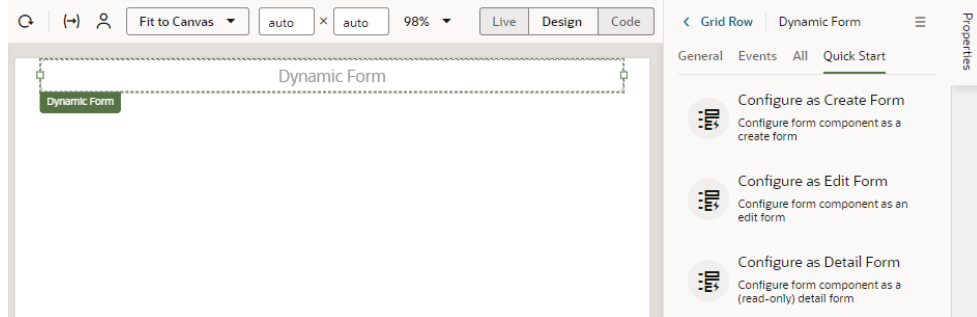 Fit to Canvas auto × auto 98% Live Design Code
Grid Row Dynamic Form
Properties
General Events All Quick Start
Dynamic Form
Dynamic Form
Configure as Create Form
Configure form component as a
create form
Configure as Edit Form
Configure form component as an
edit form
Configure as Detail Form
Configure form component as a
(read-only) detail form